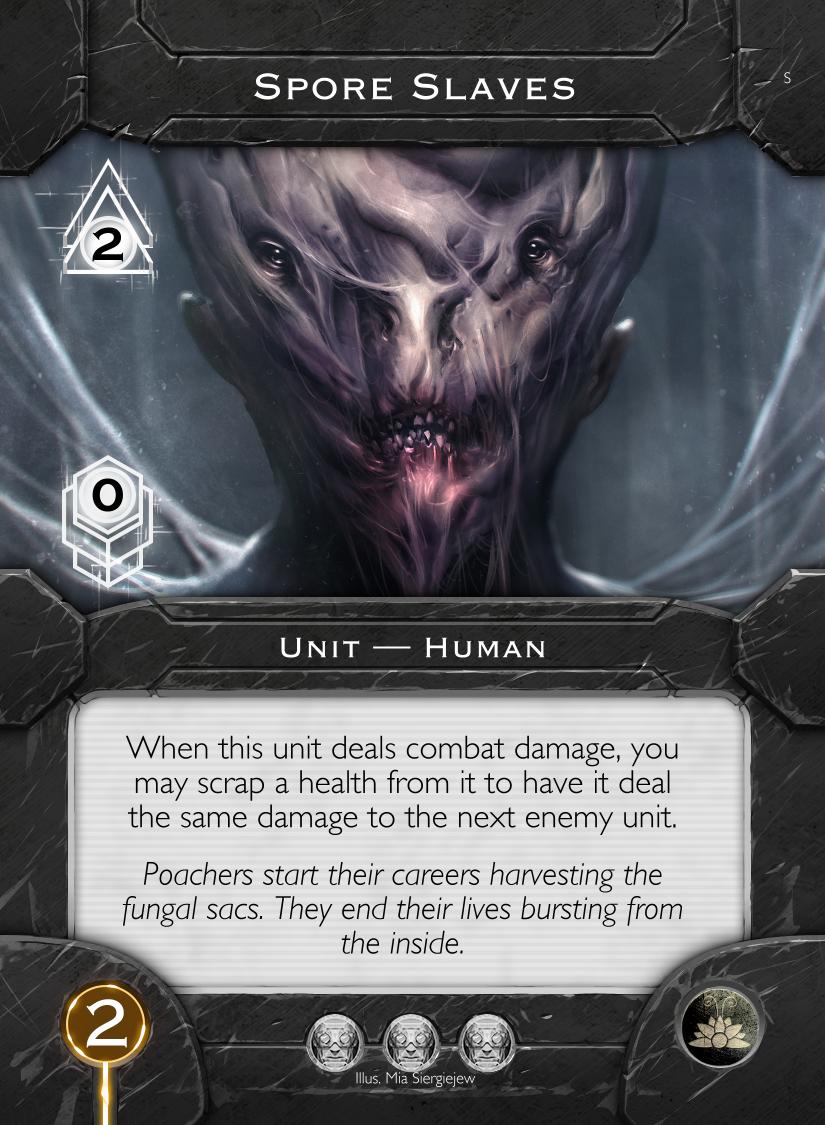 Spore Slaves
S
2
0
Unit — Human
When this unit deals combat damage, you
may scrap a health from it to have it deal
the same damage to the next enemy unit.
Poachers start their careers harvesting the
fungal sacs. They end their lives bursting from
the inside.
2
Illus. Mia Siergiejew